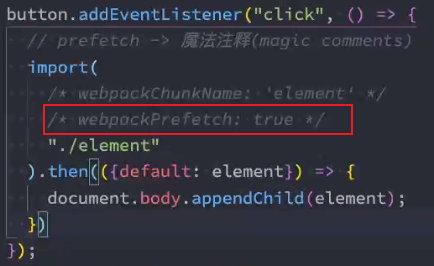 button.addEventListener("click", () => {
// prefetch -> 魔法注释(magic comments)
import(
/* webpackChunkName: 'element' */
/* webpackPrefetch: true */
"./element"
).then(({default: element}) => {
document.body.appendChild(element);
})
});